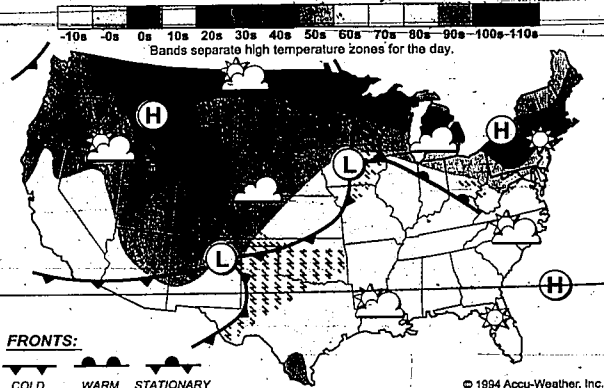 -10s -0s 0s 10s 20s 30s 40s 50s 60s 70s 80s 90s 100s 110s
Bands separate high temperature zones for the day.
H
H
L
L
H
FRONTS:
COLD WARM STATIONARY
© 1994 Accu-Weather, Inc.